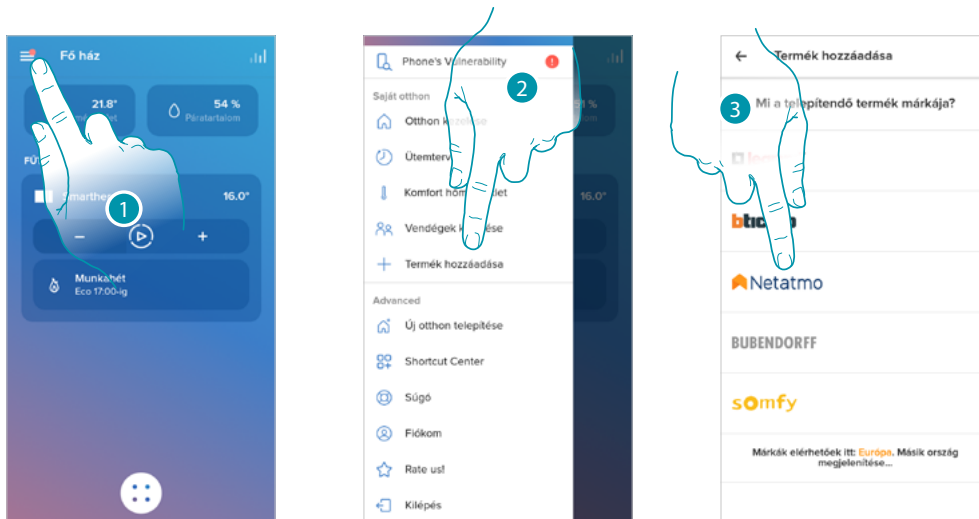 Fő ház
21.8°
54 %
Páratartalom
16.0°
1
+
Munkahét
Eco 17:00-ig
Phone's Vulnerability
!
Saját otthon
Otthon
Ütemterv
Komfort
16.0°
Vendégek
Termék hozzáadása
Advanced
Új otthon telepítése
Shortcut Center
Súgó
Fiókom
Rate us!
Kilépés
2
Termék hozzáadása
Mi a telepítendő termék márkája?
3
Netatmo
BUBENDORFF
somfy
Márkák elérhetőek itt: Európa. Másik ország
megjelenítése...